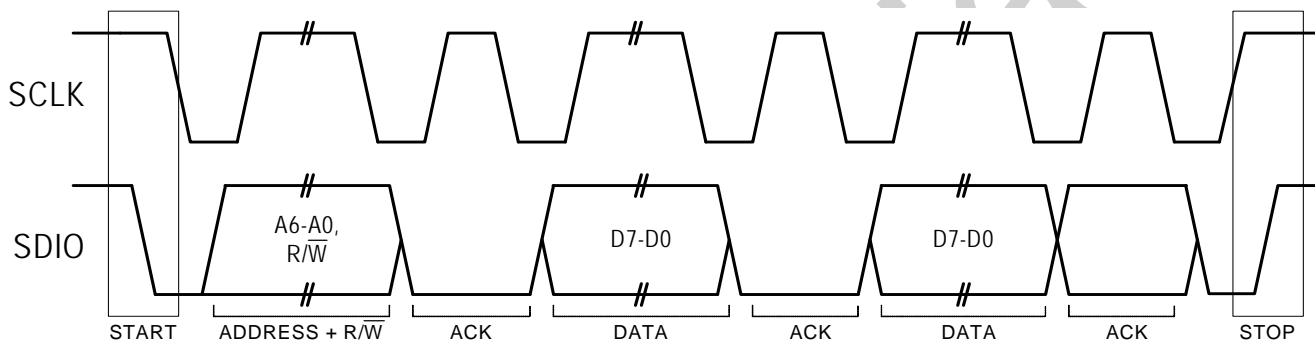 SCLK
SDIO
A6-A0,
R/W̅
D7-D0
D7-D0
START
ADDRESS + R/W̅
ACK
DATA
ACK
DATA
ACK
STOP